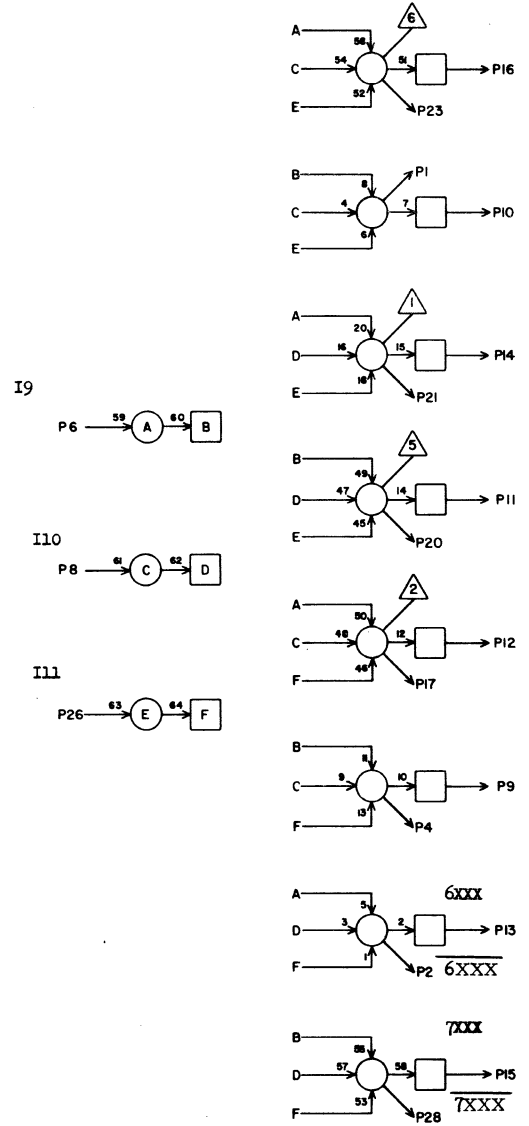 6
A 56
C 54 51 P16
E 52
P23
P1
B 8
C 4 7 P10
E 6
1
A 20
D 16 15 P14
E 18
P21
I9
P6 59 A 60 B
5
B 49
D 47 14 P11
E 45
P20
I10
P8 61 C 62 D
2
A 50
C 48 12 P12
F 46
P17
I11
P26 63 E 64 F
B 11
C 9 10 P9
F 13
P4
6XXX
A 5
D 3 2 P13
F 1
P2 6XXX
7XXX
B 55
D 57 58 P15
F 53
P28 7XXX